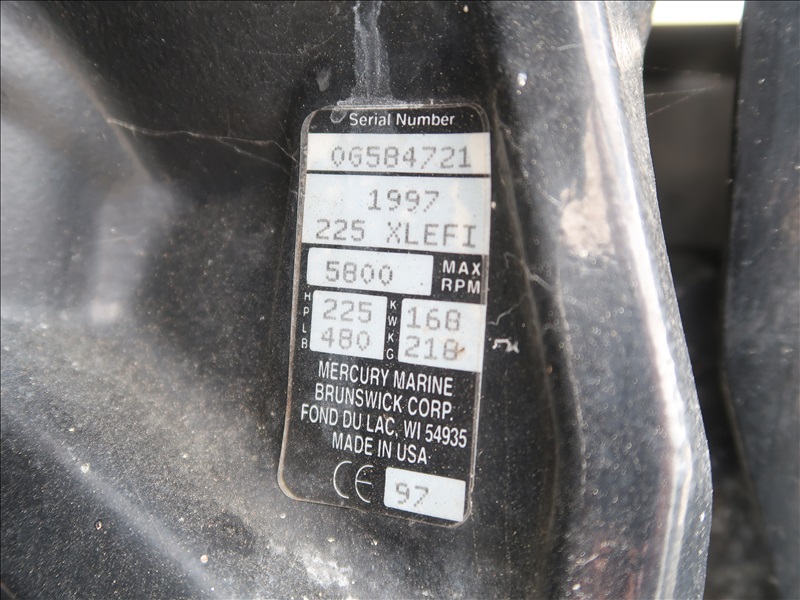 Serial Number
0G584721
1997
225 XLEFI
5800 MAX RPM
HP 225 KW 168
LB 480 KG 218
MERCURY MARINE
BRUNSWICK CORP.
FOND DU LAC, WI 54935
MADE IN USA
CE 97